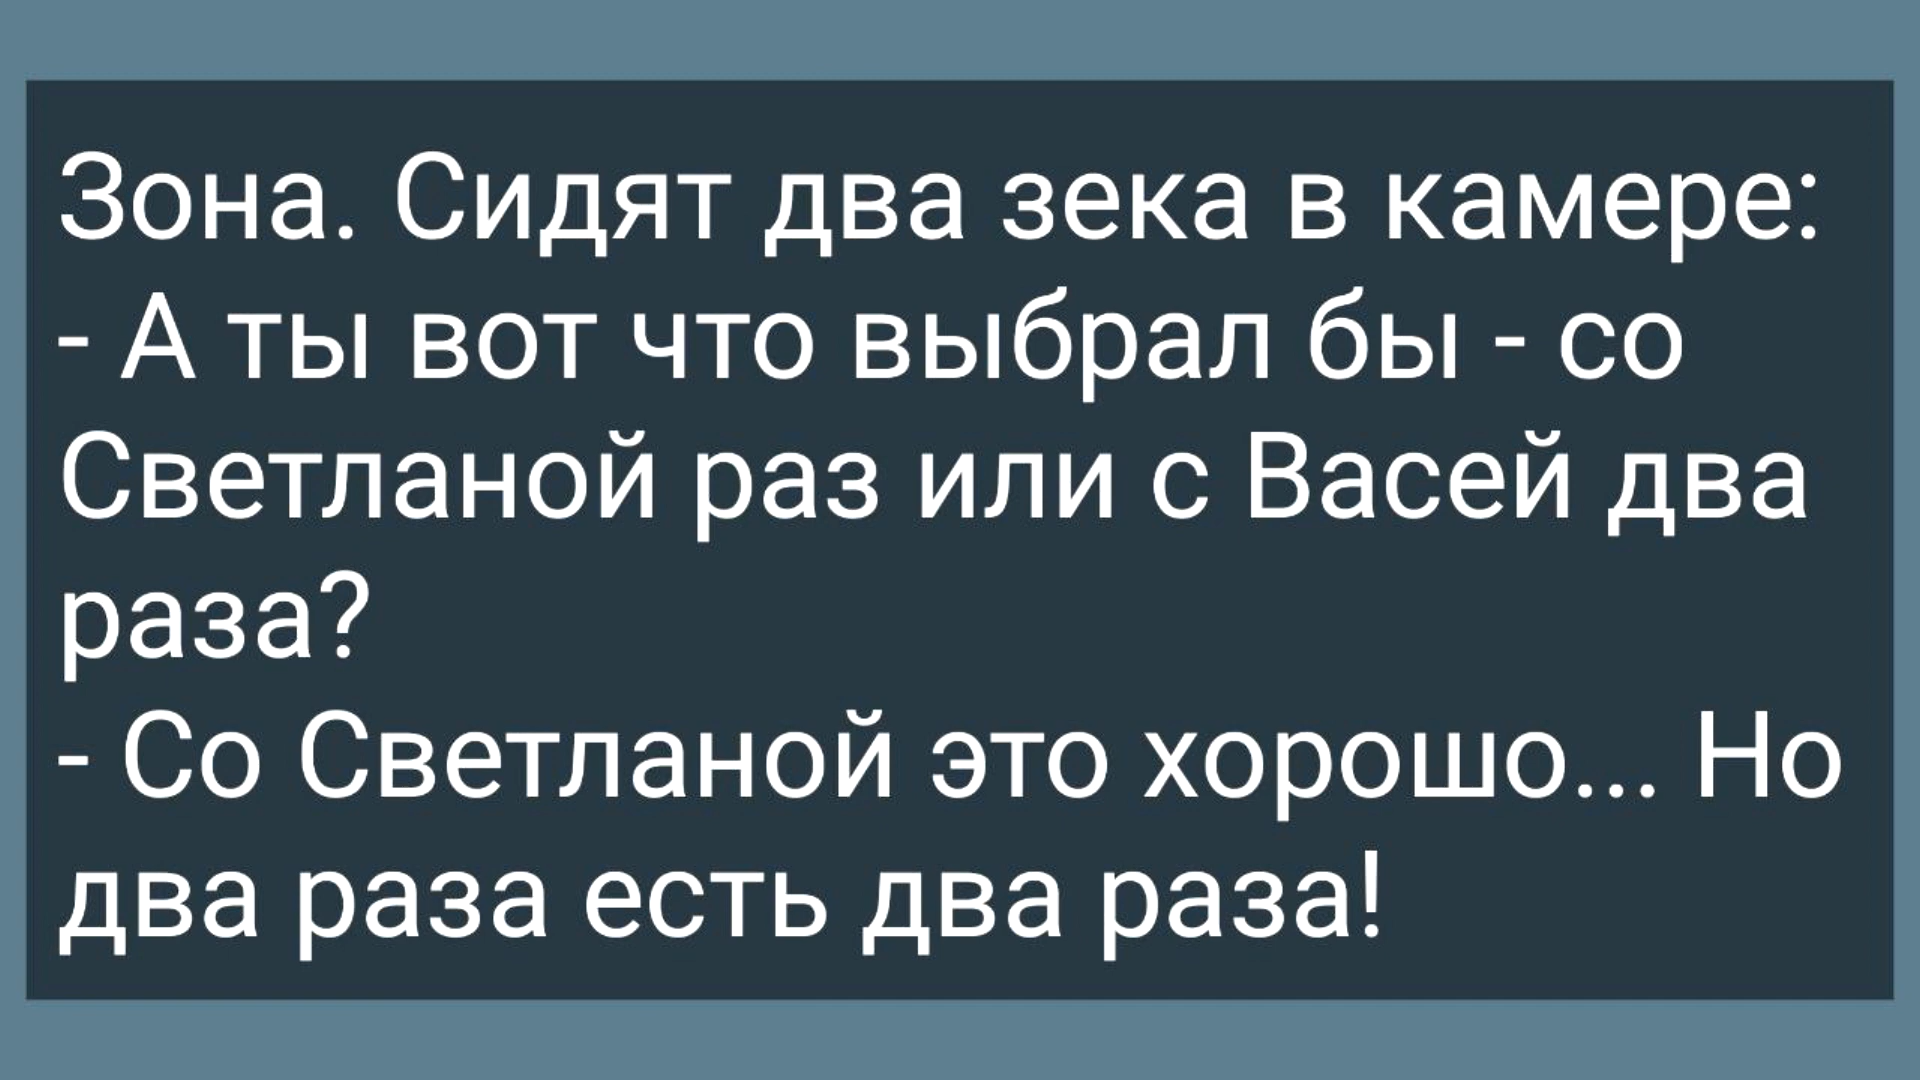 Зона. Сидят два зека в камере:
- А ты вот что выбрал бы - со
Светланой раз или с Васей два
раза?
- Со Светланой это хорошо... Но
два раза есть два раза!